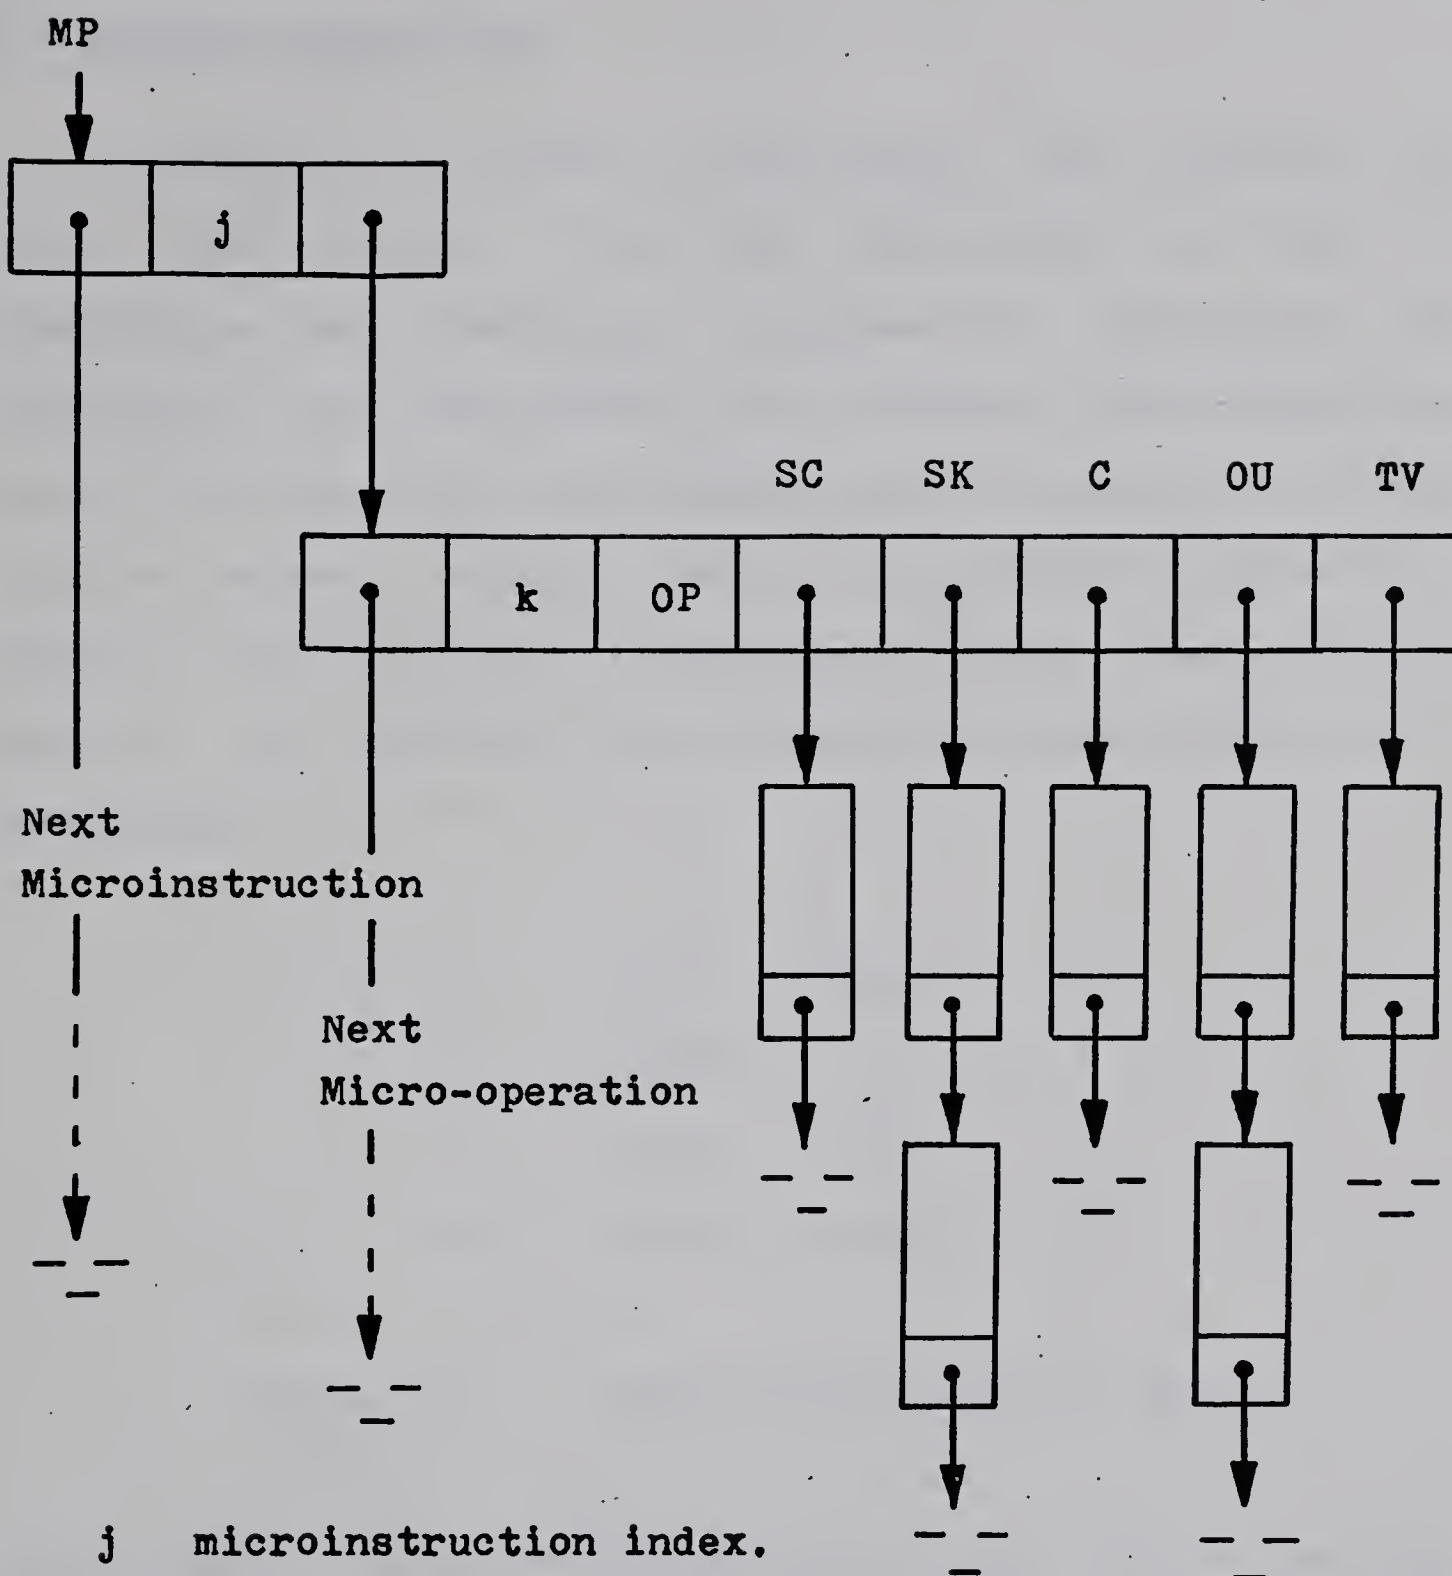 MP
j
SC SK C OU TV
k OP
Next
Microinstruction
Next
Micro-operation
j microinstruction index.